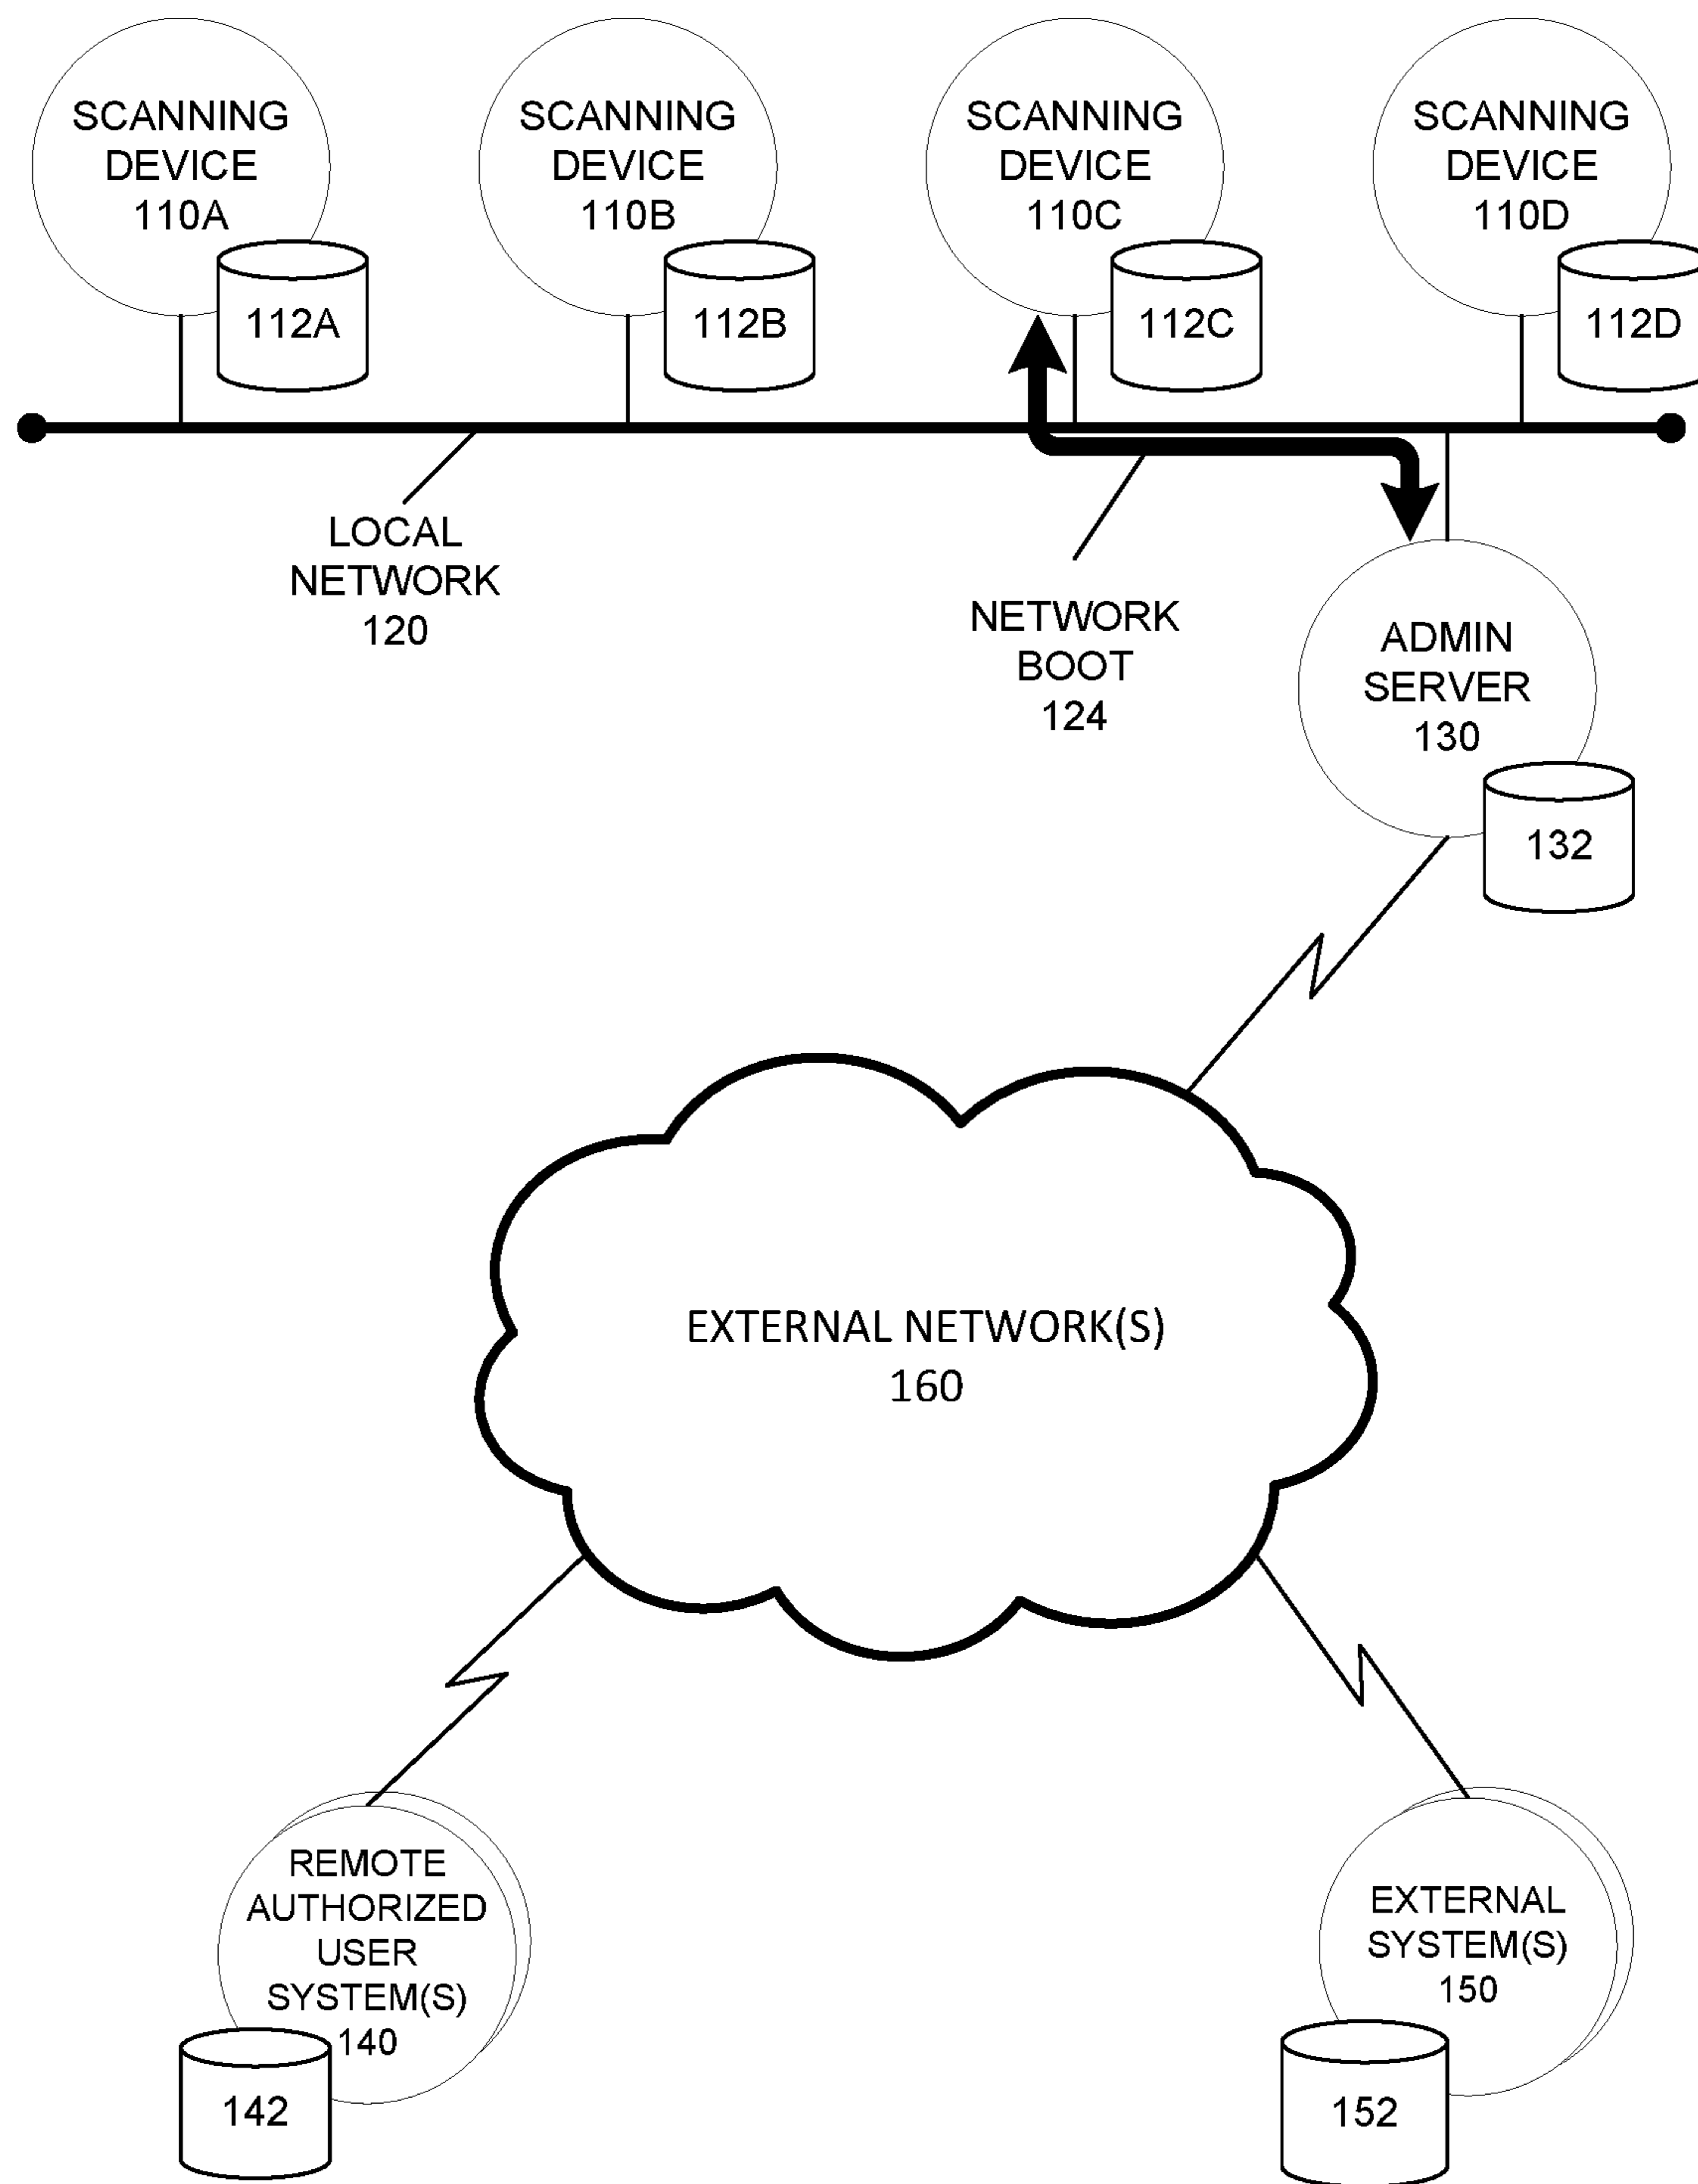 SCANNING
DEVICE
110A
112A
SCANNING
DEVICE
110B
112B
SCANNING
DEVICE
110C
112C
SCANNING
DEVICE
110D
112D
LOCAL
NETWORK
120
NETWORK
BOOT
124
ADMIN
SERVER
130
132
EXTERNAL NETWORK(S)
160
REMOTE
AUTHORIZED
USER
SYSTEM(S)
140
142
EXTERNAL
SYSTEM(S)
150
152